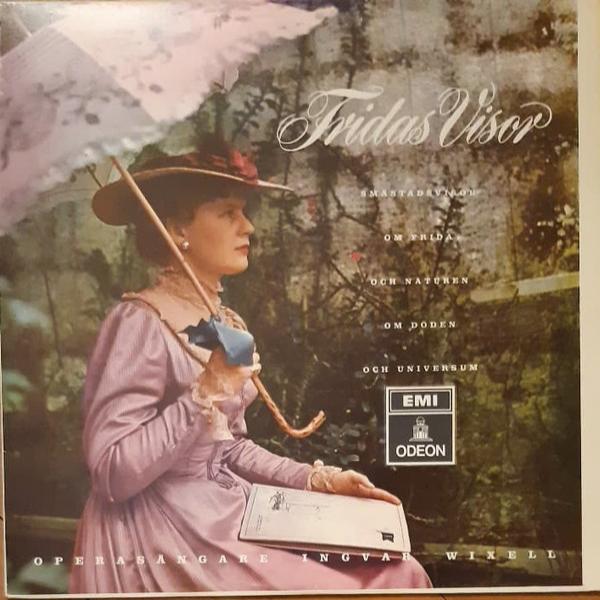 Fridas Visor
SMÅSTADSVISOR
OM FRIDA
OCH NATUREN
OM DÖDEN
OCH UNIVERSUM
EMI
ODEON
OPERASÅNGARE INGVAR WIXELL